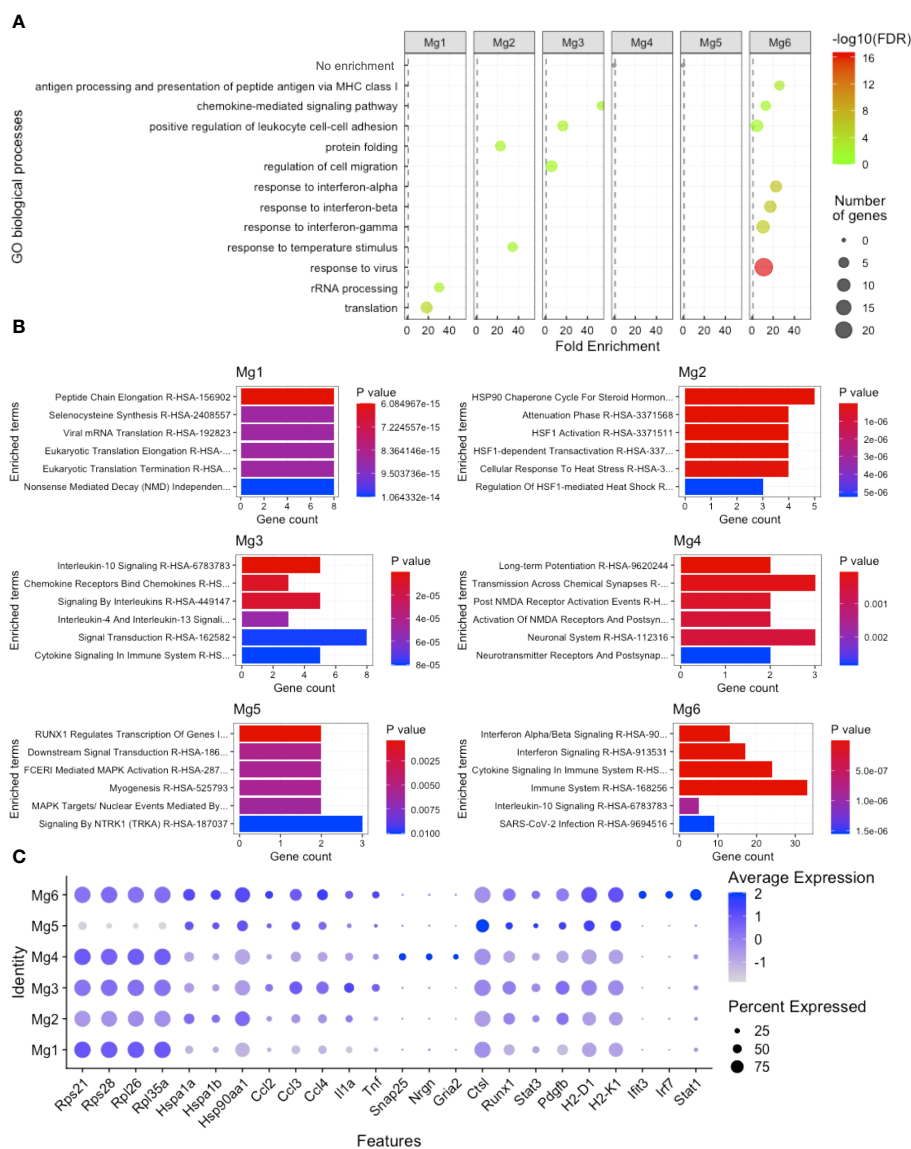 A
Mg1 Mg2 Mg3 Mg4 Mg5 Mg6
GO biological processes
No enrichment
antigen processing and presentation of peptide antigen via MHC class I
chemokine-mediated signaling pathway
positive regulation of leukocyte cell-cell adhesion
protein folding
regulation of cell migration
response to interferon-alpha
response to interferon-beta
response to interferon-gamma
response to temperature stimulus
response to virus
rRNA processing
translation
0 20 40 0 20 40 0 20 40 0 20 40 0 20 40 0 20 40
Fold Enrichment
-log10(FDR)
16
12
8
4
0
Number
of genes
0
5
10
15
20
B
Mg1
Enriched terms
Peptide Chain Elongation R-HSA-156902
Selenocysteine Synthesis R-HSA-2408557
Viral mRNA Translation R-HSA-192823
Eukaryotic Translation Elongation R-HSA-...
Eukaryotic Translation Termination R-HSA...
Nonsense Mediated Decay (NMD) Independen...
0 2 4 6 8
Gene count
P value
6.084967e-15
7.224557e-15
8.364146e-15
9.503736e-15
1.064332e-14
Mg2
Enriched terms
HSP90 Chaperone Cycle For Steroid Hormon...
Attenuation Phase R-HSA-3371568
HSF1 Activation R-HSA-3371511
HSF1-dependent Transactivation R-HSA-337...
Cellular Response To Heat Stress R-HSA-3...
Regulation Of HSF1-mediated Heat Shock R...
0 1 2 3 4 5
Gene count
P value
1e-06
2e-06
3e-06
4e-06
5e-06
Mg3
Enriched terms
Interleukin-10 Signaling R-HSA-6783783
Chemokine Receptors Bind Chemokines R-HS...
Signaling By Interleukins R-HSA-449147
Interleukin-4 And Interleukin-13 Signali...
Signal Transduction R-HSA-162582
Cytokine Signaling In Immune System R-HS...
0 2 4 6 8
Gene count
P value
2e-05
4e-05
6e-05
8e-05
Mg4
Enriched terms
Long-term Potentiation R-HSA-9620244
Transmission Across Chemical Synapses R-...
Post NMDA Receptor Activation Events R-H...
Activation Of NMDA Receptors And Postsyn...
Neuronal System R-HSA-112316
Neurotransmitter Receptors And Postsynap...
0 1 2 3
Gene count
P value
0.001
0.002
Mg5
Enriched terms
RUNX1 Regulates Transcription Of Genes I...
Downstream Signal Transduction R-HSA-186...
FCERI Mediated MAPK Activation R-HSA-287...
Myogenesis R-HSA-525793
MAPK Targets/ Nuclear Events Mediated By...
Signaling By NTRK1 (TRKA) R-HSA-187037
0 1 2 3
Gene count
P value
0.0025
0.0050
0.0075
0.0100
Mg6
Enriched terms
Interferon Alpha/Beta Signaling R-HSA-90...
Interferon Signaling R-HSA-913531
Cytokine Signaling In Immune System R-HS...
Immune System R-HSA-168256
Interleukin-10 Signaling R-HSA-6783783
SARS-CoV-2 Infection R-HSA-9694516
0 10 20 30
Gene count
P value
5.0e-07
1.0e-06
1.5e-06
C
Identity
Mg6
Mg5
Mg4
Mg3
Mg2
Mg1
Rps21 Rps28 Rpl26 Rpl35a Hspa1a Hspa1b Hsp90aa1 Ccl2 Ccl3 Ccl4 Il1a Tnf Snap25 Nrgn Gria2 Ctsl Runx1 Stat3 Pdgfb H2-D1 H2-K1 Ifit3 Irf7 Stat1
Features
Average Expression
2
1
0
-1
Percent Expressed
25
50
75